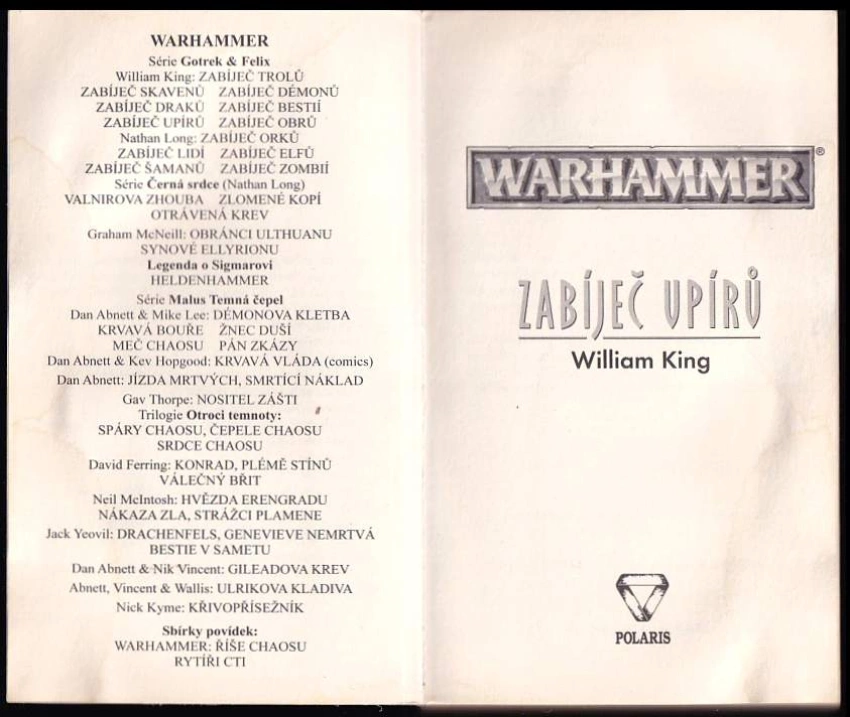 WARHAMMER
Série Gotrek & Felix
William King: ZABÍJEČ TROLŮ
ZABÍJEČ SKAVENŮ ZABÍJEČ DÉMONŮ
ZABÍJEČ DRAKŮ ZABÍJEČ BESTIÍ
ZABÍJEČ UPÍRŮ ZABÍJEČ OBRŮ
Nathan Long: ZABÍJEČ ORKŮ
ZABÍJEČ LIDÍ ZABÍJEČ ELFŮ
ZABÍJEČ ŠAMANŮ ZABÍJEČ ZOMBIÍ
Série Černá srdce (Nathan Long)
VALNIROVA ZHOUBA ZLOMENÉ KOPÍ
OTRÁVENÁ KREV
Graham McNeill: OBRÁNCI ULTHUANU
SYNOVÉ ELLYRIONU
Legenda o Sigmarovi
HELDENHAMMER
Série Malus Temná čepel
Dan Abnett & Mike Lee: DÉMONOVA KLETBA
KRVAVÁ BOUŘE ŽNEC DUŠÍ
MEČ CHAOSU PÁN ZKÁZY
Dan Abnett & Kev Hopgood: KRVAVÁ VLÁDA (comics)
Dan Abnett: JÍZDA MRTVÝCH, SMRTÍCÍ NÁKLAD
Gav Thorpe: NOSITEL ZÁŠTI
Trilogie Otroci temnoty:
SPÁRY CHAOSU, ČEPELE CHAOSU
SRDCE CHAOSU
David Ferring: KONRAD, PLÉMĚ STÍNŮ
VÁLEČNÝ BŘIT
Neil McIntosh: HVĚZDA ERENGRADU
NÁKAZA ZLA, STRÁŽCI PLAMENE
Jack Yeovil: DRACHENFELS, GENEVIEVE NEMRTVÁ
BESTIE V SAMETU
Dan Abnett & Nik Vincent: GILEADOVA KREV
Abnett, Vincent & Wallis: ULRIKOVA KLADIVA
Nick Kyme: KŘIVOPŘÍSEŽNÍK
Sbírky povídek:
WARHAMMER: ŘÍŠE CHAOSU
RYTÍŘI CTI
WARHAMMER®
ZABÍJEČ UPÍRŮ
William King
POLARIS